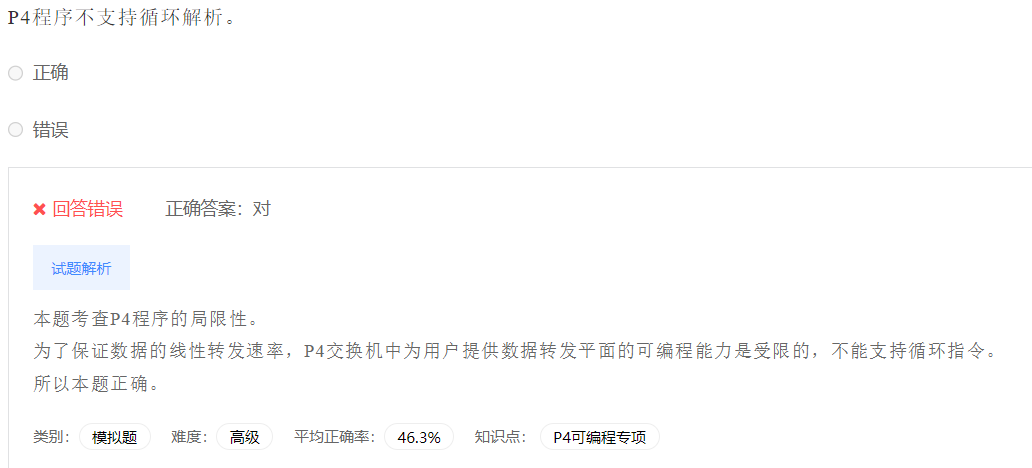 P4程序不支持循环解析。
正确
错误
回答错误 正确答案：对
试题解析
本题考查P4程序的局限性。
为了保证数据的线性转发速率，P4交换机中为用户提供数据转发平面的可编程能力是受限的，不能支持循环指令。
所以本题正确。
类别： 模拟题 难度： 高级 平均正确率： 46.3% 知识点： P4可编程专项